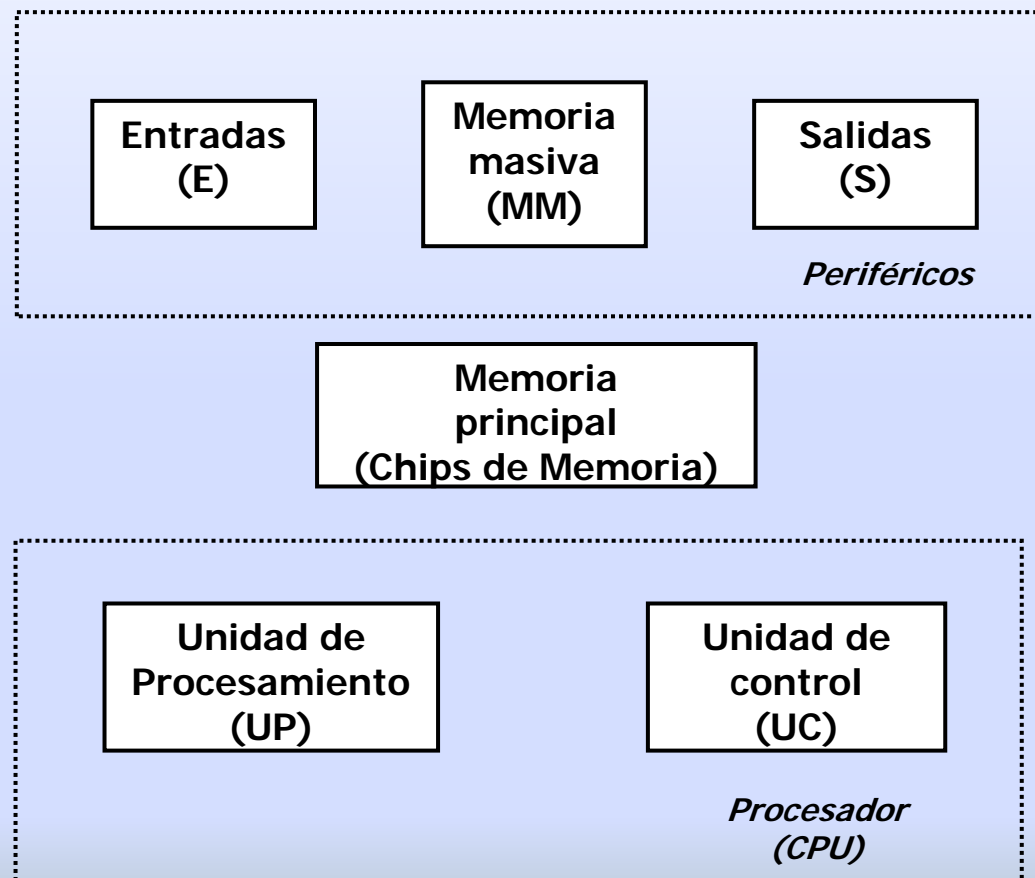 Entradas
(E)
Memoria
masiva
(MM)
Salidas
(S)
Periféricos
Memoria
principal
(Chips de Memoria)
Unidad de
Procesamiento
(UP)
Unidad de
control
(UC)
Procesador
(CPU)